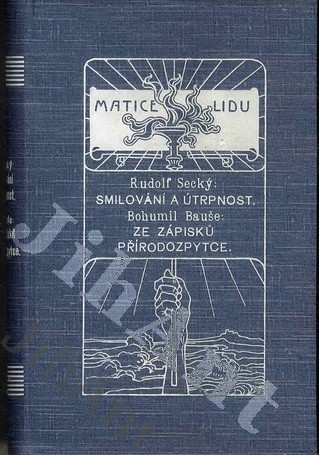 MATICE LIDU
Rudolf Secký:
SMILOVÁNÍ A ÚTRPNOST.
Bohumil Bauše:
ZE ZÁPISKŮ
PŘÍRODOZPYTCE.